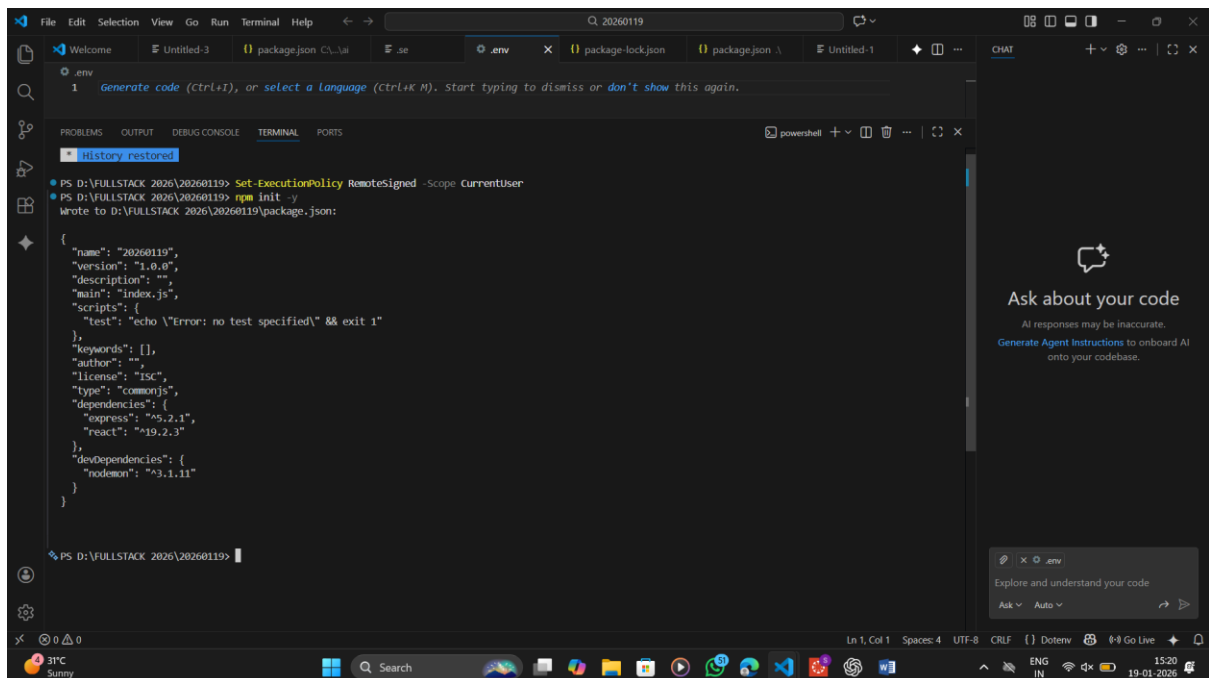 File Edit Selection View Go Run Terminal Help
20260119
Welcome
Untitled-3
package.json C:\...\ai
.se
.env
package-lock.json
package.json .\
Untitled-1
.env
1 Generate code (Ctrl+I), or select a language (Ctrl+K M). Start typing to dismiss or don't show this again.
PROBLEMS OUTPUT DEBUG CONSOLE TERMINAL PORTS
powershell
* History restored
PS D:\FULLSTACK 2026\20260119> Set-ExecutionPolicy RemoteSigned -Scope CurrentUser
PS D:\FULLSTACK 2026\20260119> npm init -y
Wrote to D:\FULLSTACK 2026\20260119\package.json:
{
"name": "20260119",
"version": "1.0.0",
"description": "",
"main": "index.js",
"scripts": {
"test": "echo \"Error: no test specified\" && exit 1"
},
"keywords": [],
"author": "",
"license": "ISC",
"type": "commonjs",
"dependencies": {
"express": "^5.2.1",
"react": "^19.2.3"
},
"devDependencies": {
"nodemon": "^3.1.11"
}
}
PS D:\FULLSTACK 2026\20260119>
CHAT
Ask about your code
AI responses may be inaccurate.
Generate Agent Instructions to onboard AI
onto your codebase.
.env
Explore and understand your code
Ask Auto
0 0
Ln 1, Col 1 Spaces: 4 UTF-8 CRLF {} Dotenv Go Live
4
31°C
Sunny
Search
51
ENG
IN
15:20
19-01-2026